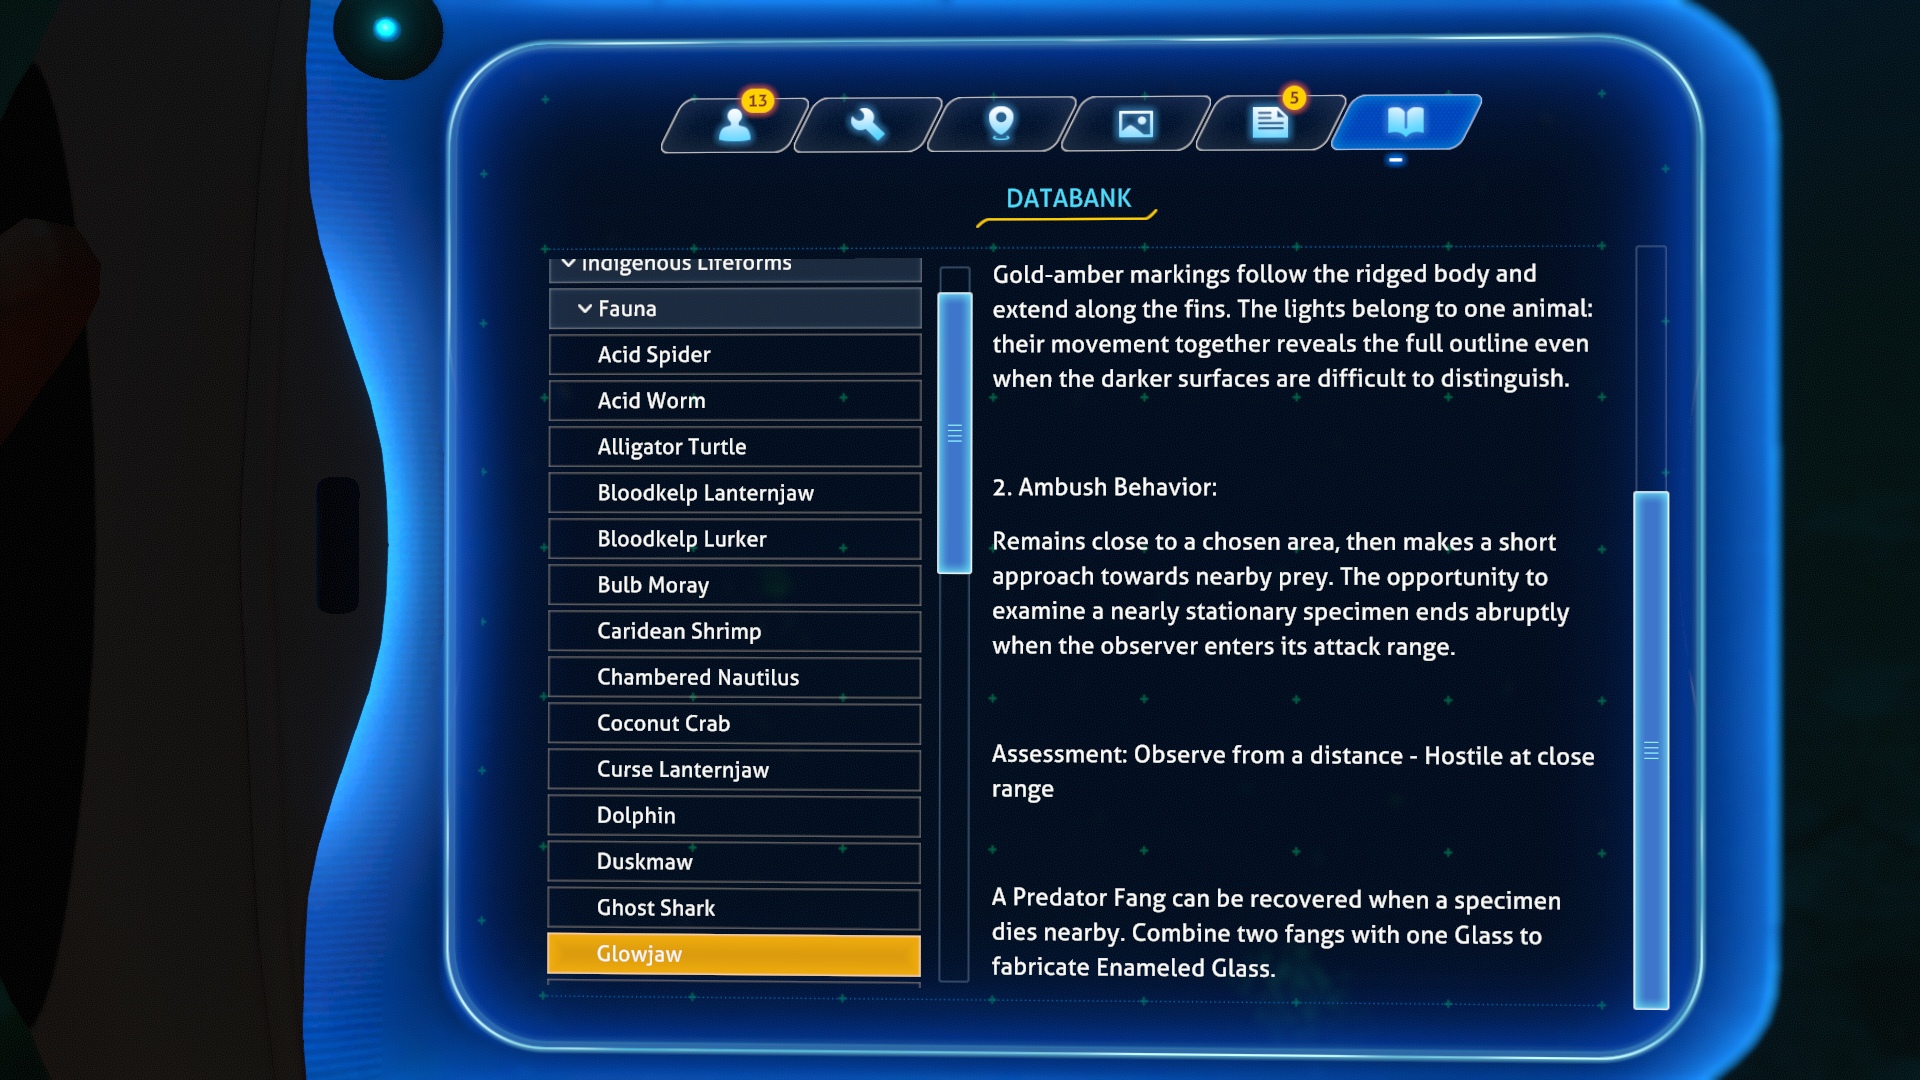 13
5
DATABANK
Indigenous Lifeforms
Fauna
Acid Spider
Acid Worm
Alligator Turtle
Bloodkelp Lanternjaw
Bloodkelp Lurker
Bulb Moray
Caridean Shrimp
Chambered Nautilus
Coconut Crab
Curse Lanternjaw
Dolphin
Duskmaw
Ghost Shark
Glowjaw
Gold-amber markings follow the ridged body and
extend along the fins. The lights belong to one animal:
their movement together reveals the full outline even
when the darker surfaces are difficult to distinguish.
2. Ambush Behavior:
Remains close to a chosen area, then makes a short
approach towards nearby prey. The opportunity to
examine a nearly stationary specimen ends abruptly
when the observer enters its attack range.
Assessment: Observe from a distance - Hostile at close
range
A Predator Fang can be recovered when a specimen
dies nearby. Combine two fangs with one Glass to
fabricate Enameled Glass.